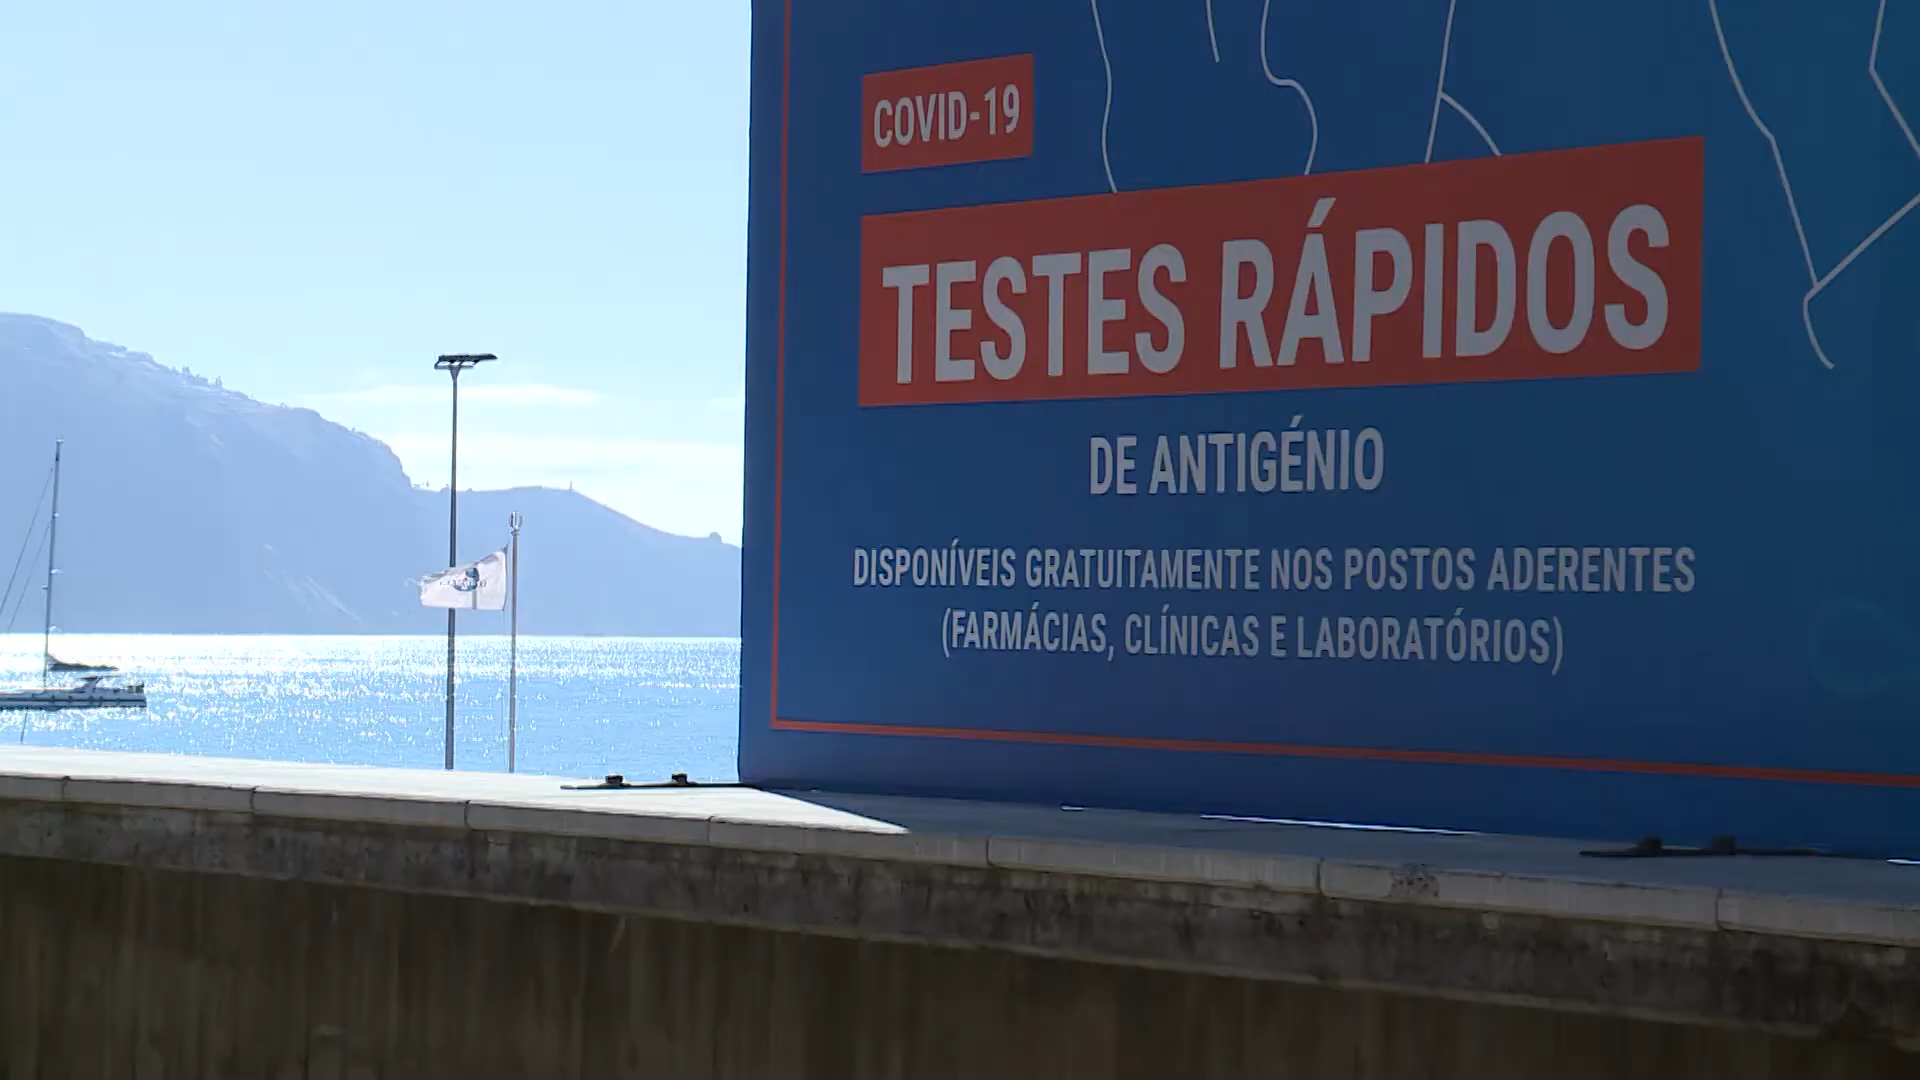 COVID-19
TESTES RÁPIDOS
DE ANTIGÉNIO
DISPONÍVEIS GRATUITAMENTE NOS POSTOS ADERENTES
(FARMÁCIAS, CLÍNICAS E LABORATÓRIOS)